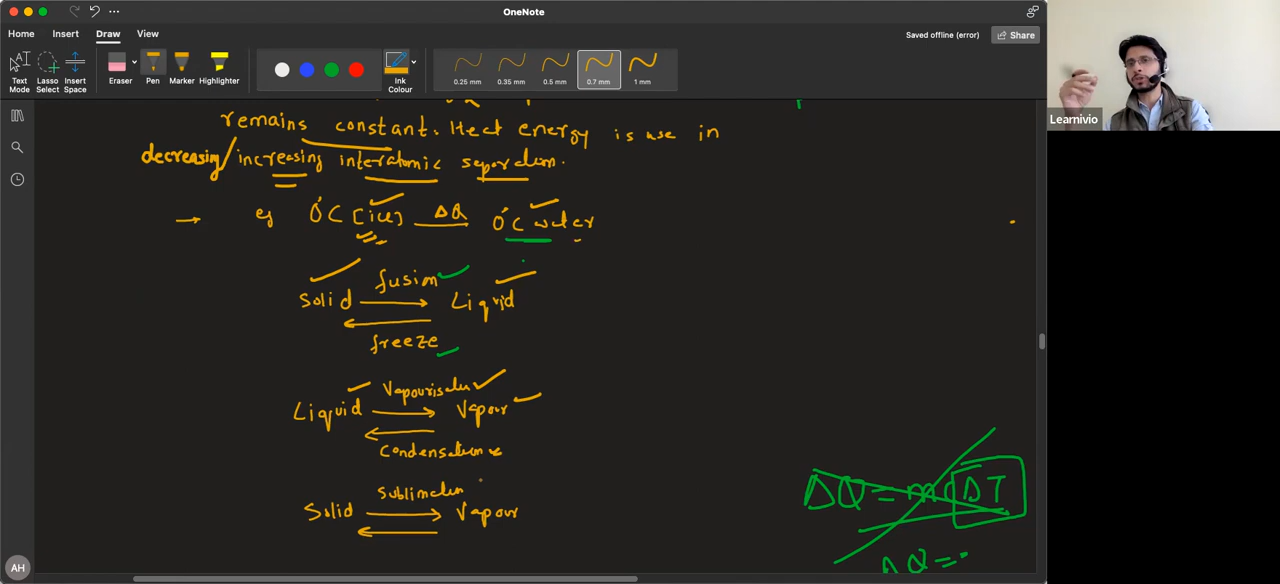 OneNote
Home Insert Draw View
Saved offline (error) Share
Text Mode Lasso Select Insert Space Eraser Pen Marker Highlighter Ink Colour
0.25 mm 0.35 mm 0.5 mm 0.7 mm 1 mm
Learnivio
remains constant. Heat energy is use in
decreasing/increasing interatomic separation.
→ eg 0°C [ice] ΔQ 0°C water
fusion
Solid → Liquid
←
freeze
Vapourisation
Liquid → Vapour
←
Condensation
sublimation
Solid → Vapour
←
ΔQ = mC ΔT
ΔQ =
AH